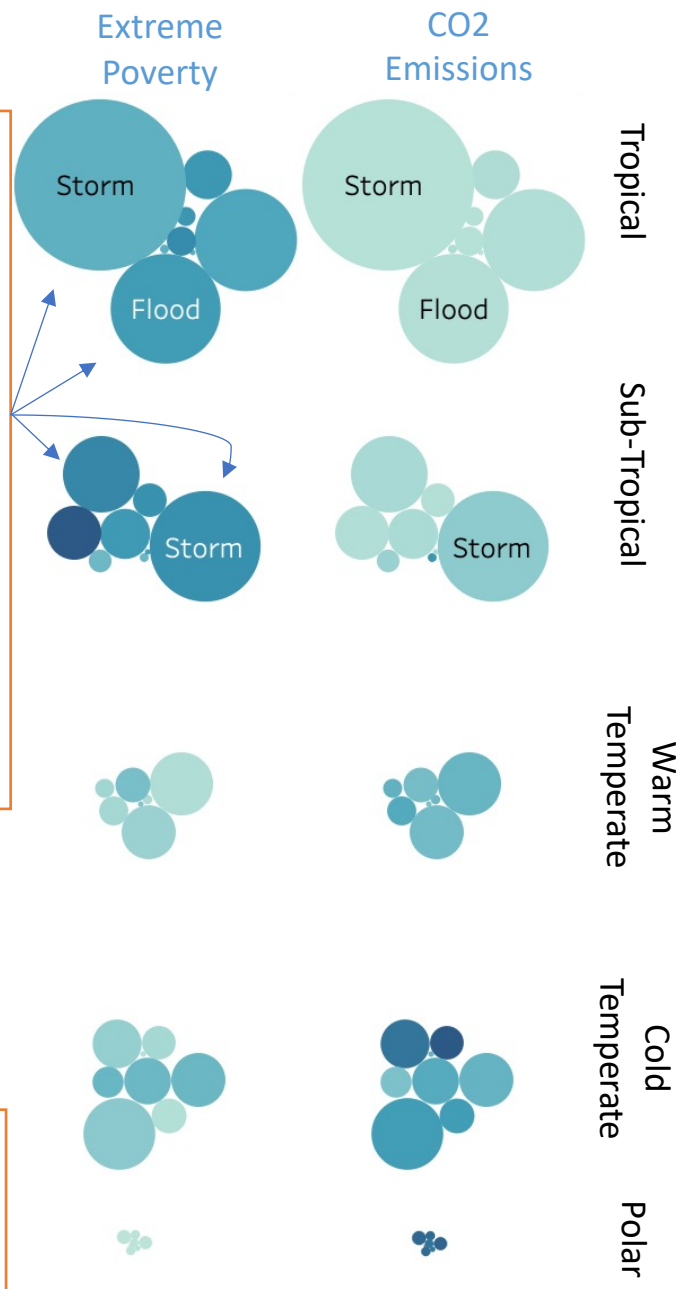 Extreme
Poverty
CO2
Emissions
Tropical
Storm
Storm
Flood
Flood
Sub-Tropical
Storm
Storm
Warm
Temperate
Cold
Temperate
Polar